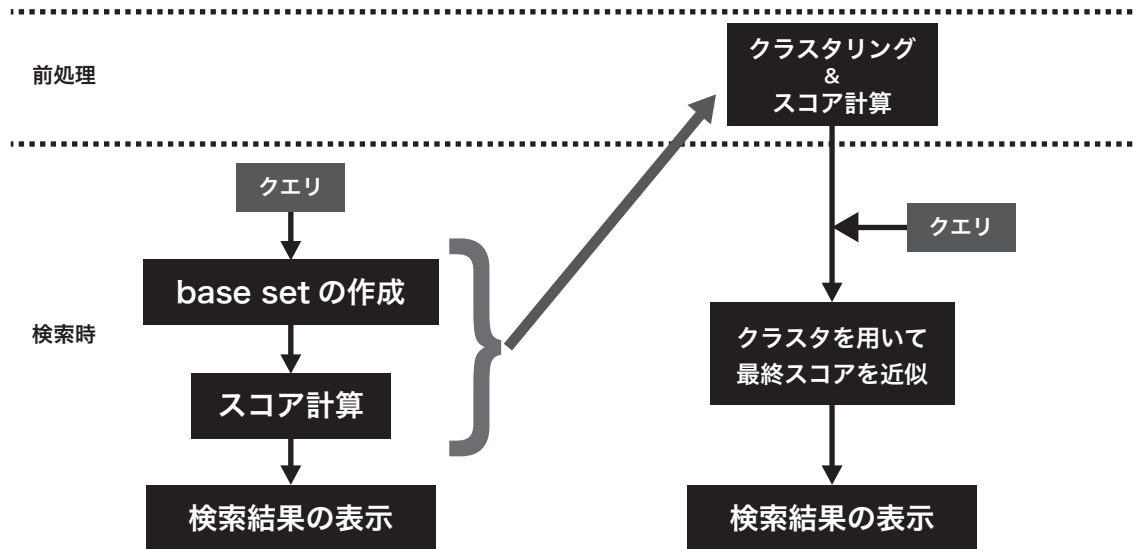 前処理
クラスタリング
&
スコア計算
検索時
クエリ
base set の作成
スコア計算
検索結果の表示
クエリ
クラスタを用いて
最終スコアを近似
検索結果の表示